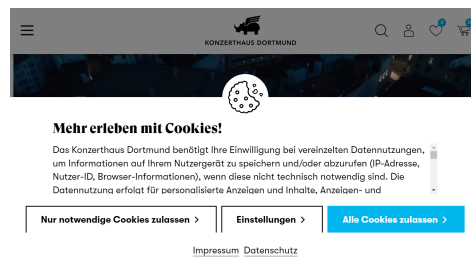 KONZERTHAUS DORTMUND
Mehr erleben mit Cookies!
Das Konzerthaus Dortmund benötigt Ihre Einwilligung bei vereinzelten Datennutzungen,
um Informationen auf Ihrem Nutzergerät zu speichern und/oder abzurufen (IP-Adresse,
Nutzer-ID, Browser-Informationen), wenn diese nicht technisch notwendig sind. Die
Datennutzung erfolgt für personalisierte Anzeigen und Inhalte, Anzeigen- und
Nur notwendige Cookies zulassen
Einstellungen
Alle Cookies zulassen
Impressum Datenschutz